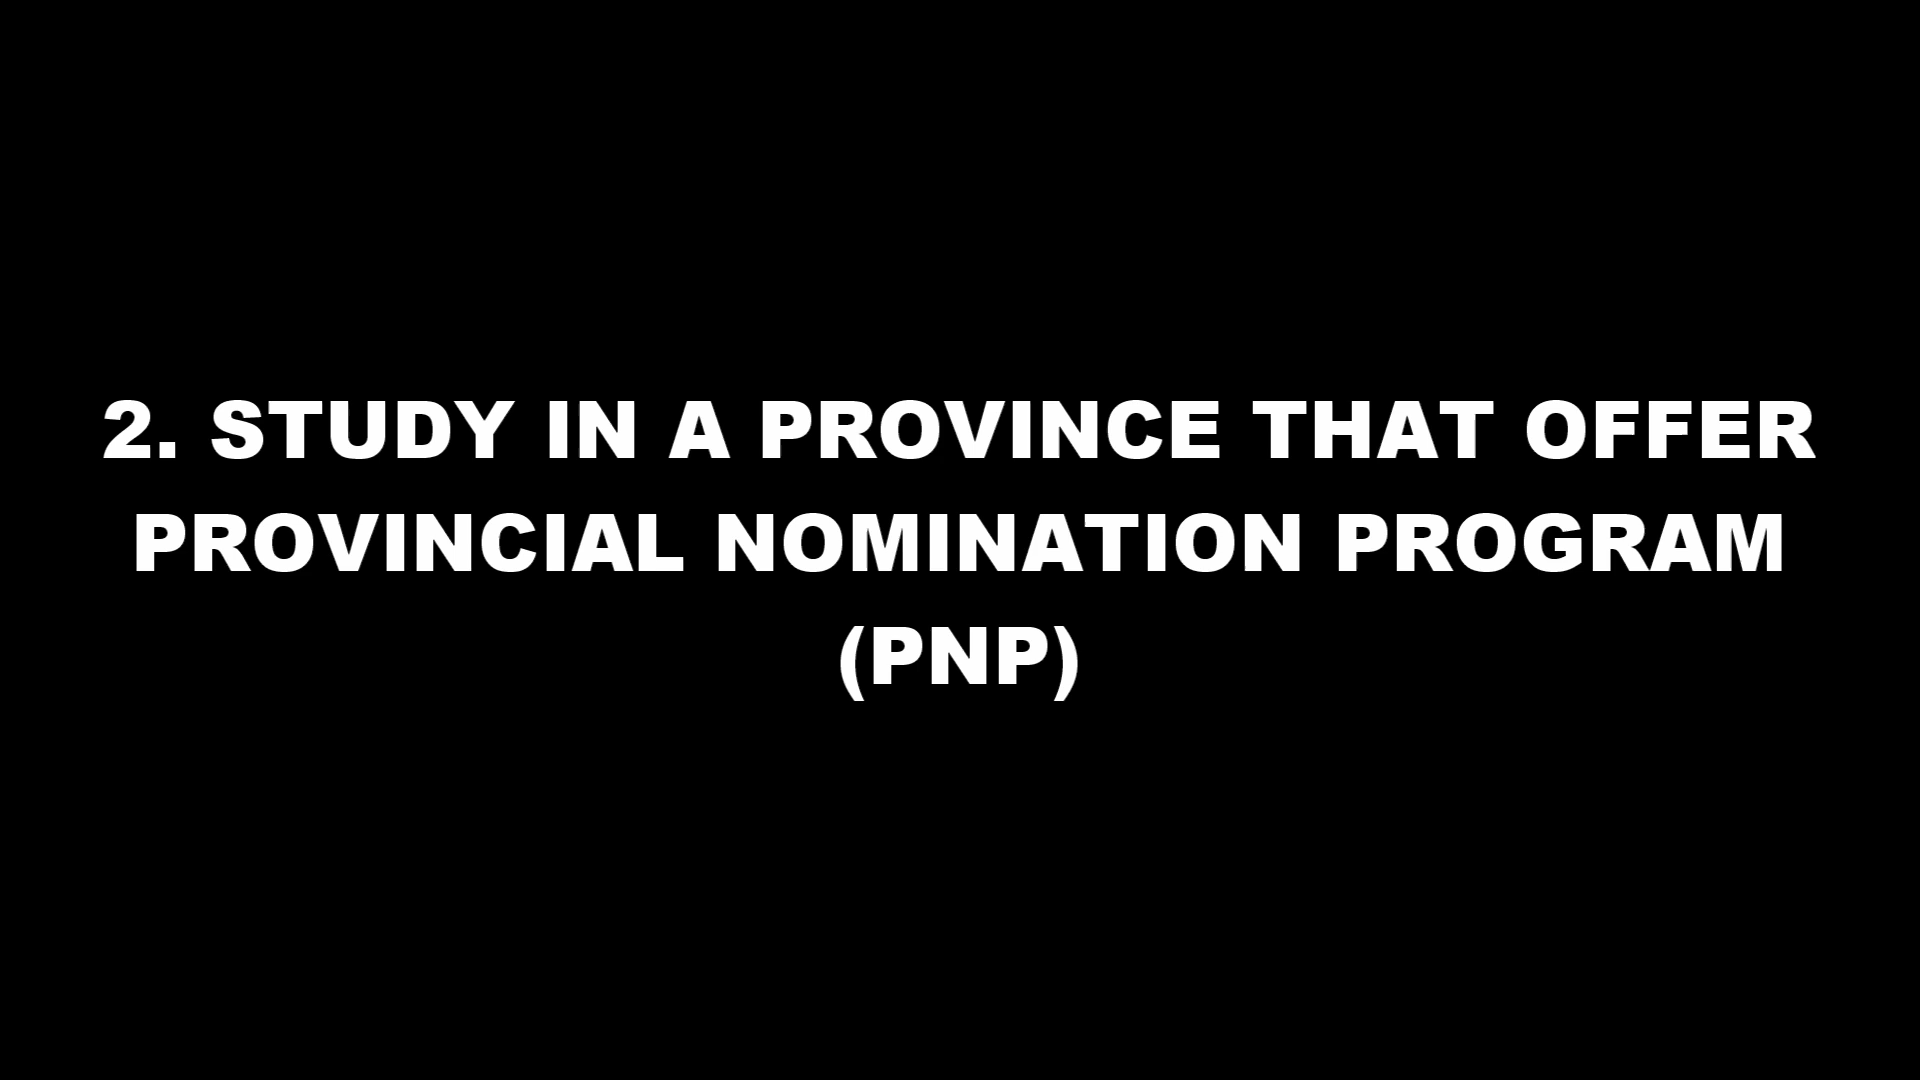 2. STUDY IN A PROVINCE THAT OFFER
PROVINCIAL NOMINATION PROGRAM
(PNP)